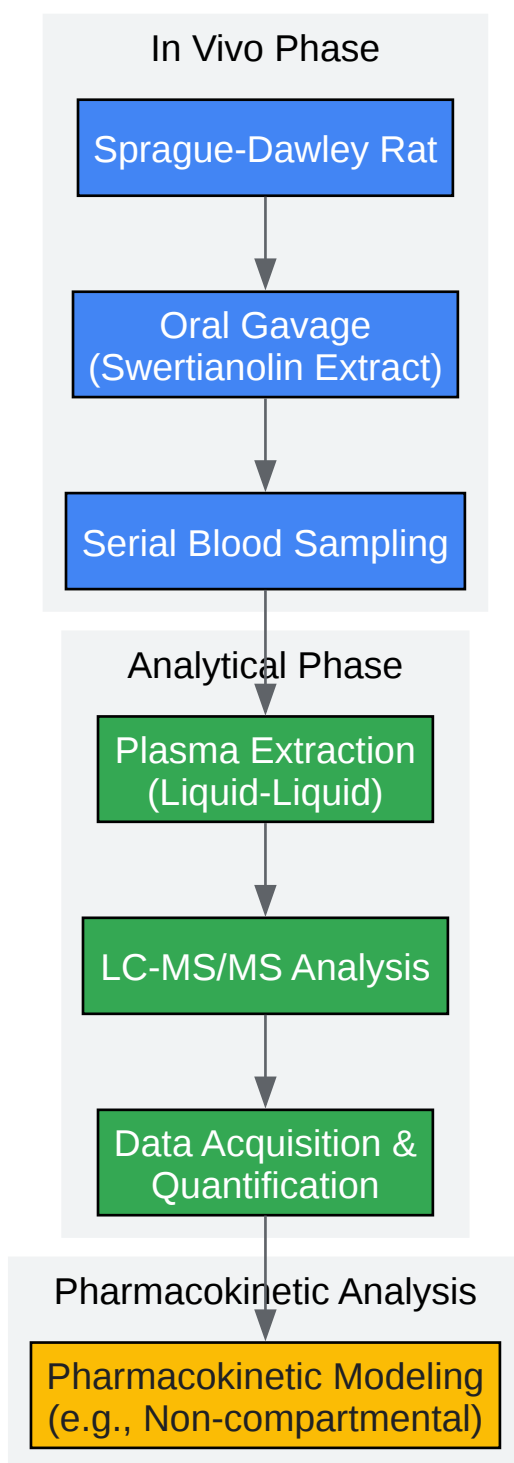 In Vivo Phase
Sprague-Dawley Rat
Oral Gavage
(Swertianolin Extract)
Serial Blood Sampling
Analytical Phase
Plasma Extraction
(Liquid-Liquid)
LC-MS/MS Analysis
Data Acquisition &
Quantification
Pharmacokinetic Analysis
Pharmacokinetic Modeling
(e.g., Non-compartmental)